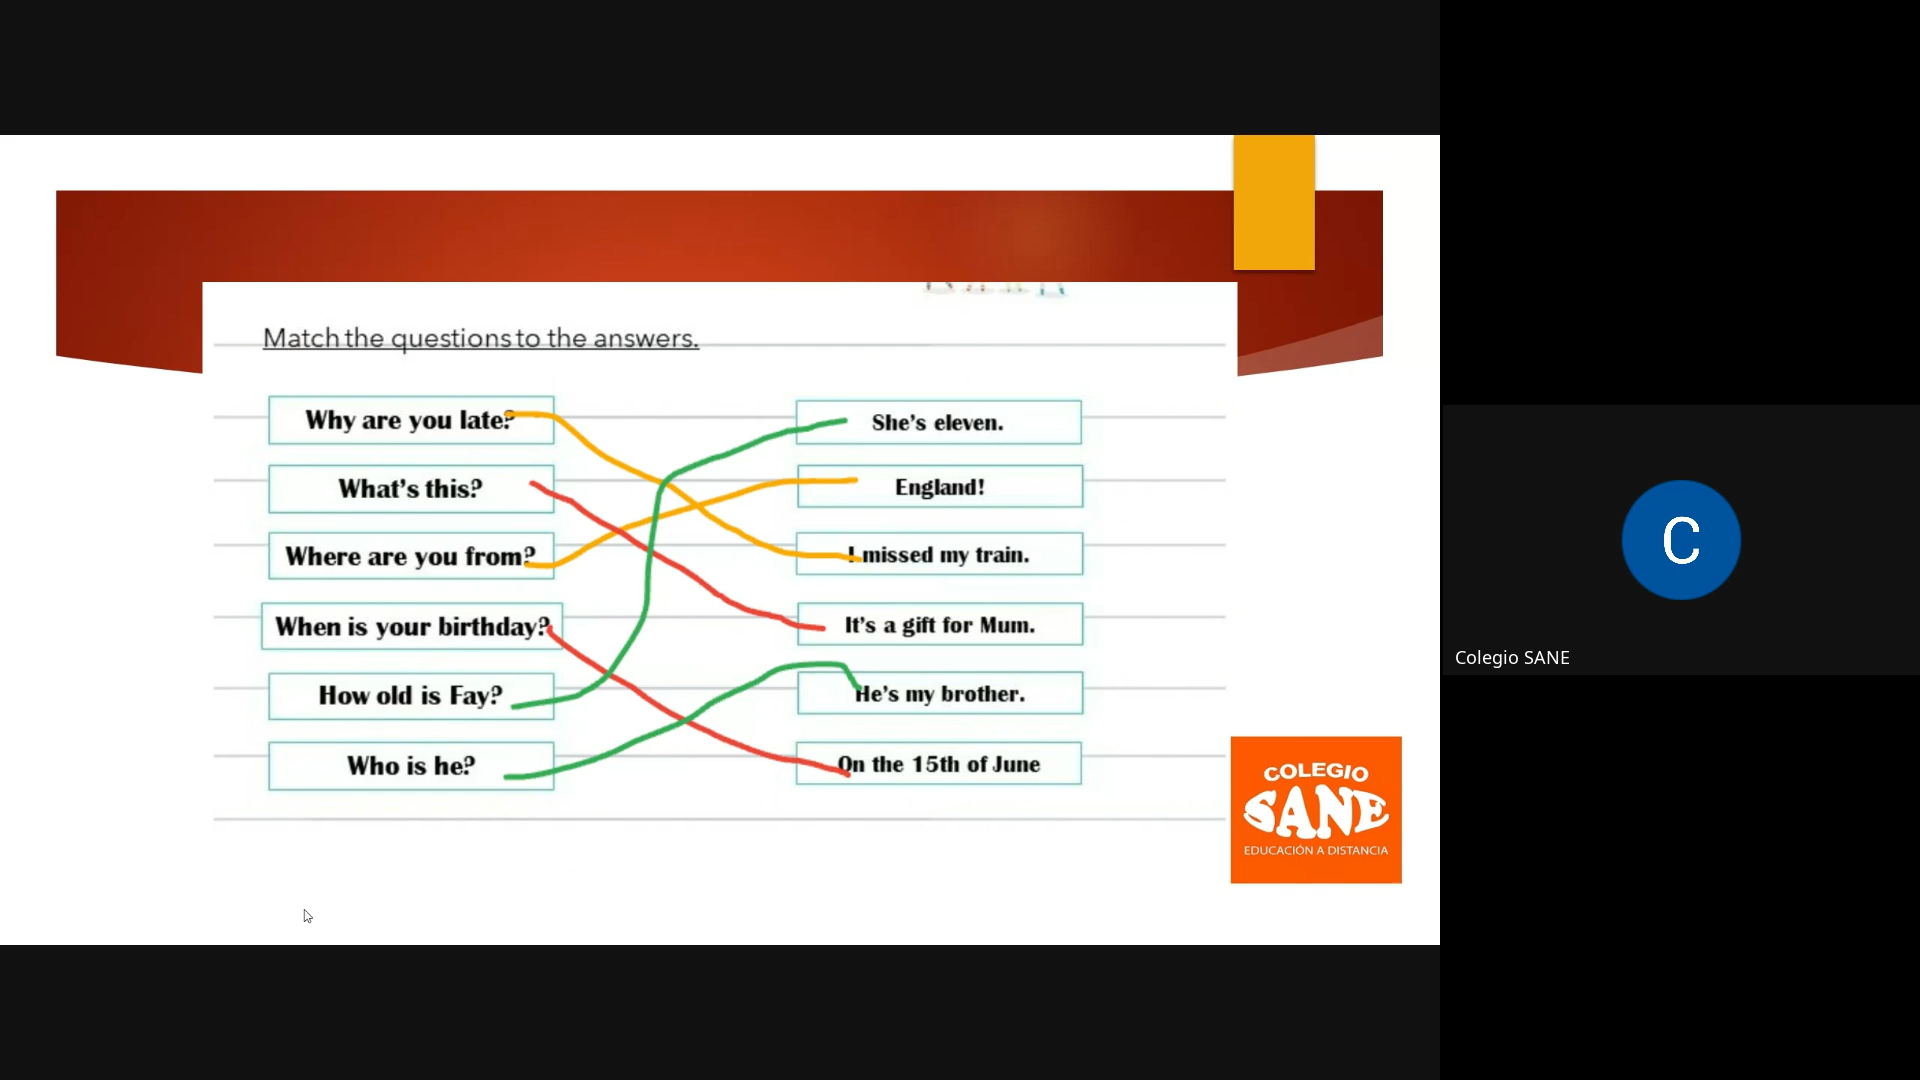 Match the questions to the answers.
Why are you late?
She's eleven.
What's this?
England!
Where are you from?
I missed my train.
When is your birthday?
It's a gift for Mum.
How old is Fay?
He's my brother.
Who is he?
On the 15th of June
COLEGIO
SANE
EDUCACIÓN A DISTANCIA
C
Colegio SANE